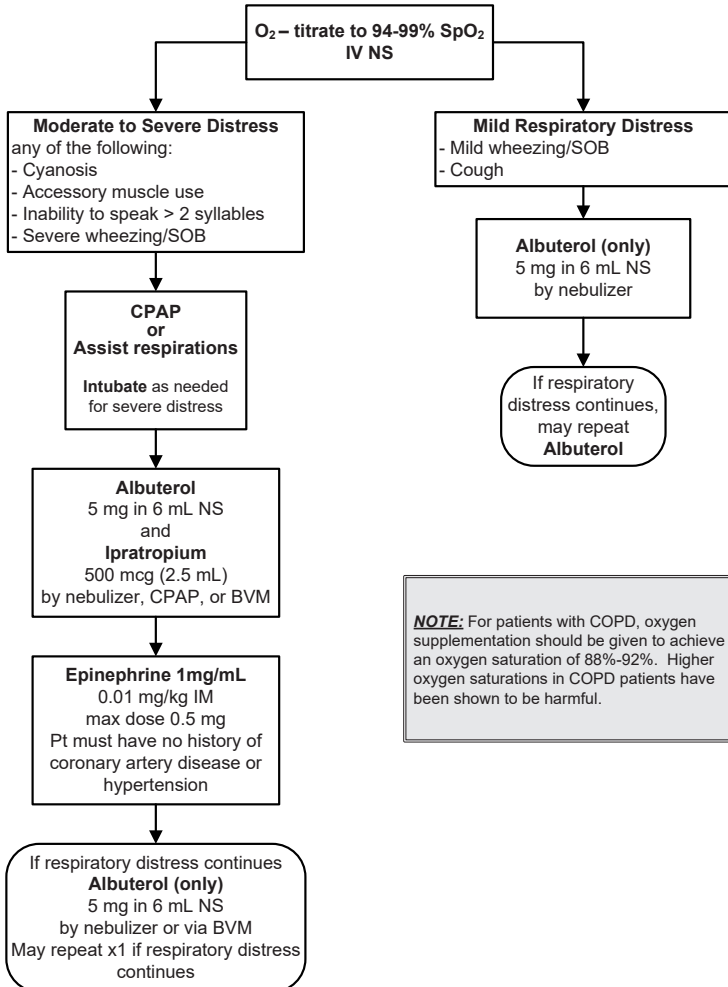 O₂ – titrate to 94-99% SpO₂
IV NS
Moderate to Severe Distress
any of the following:
- Cyanosis
- Accessory muscle use
- Inability to speak > 2 syllables
- Severe wheezing/SOB
CPAP
or
Assist respirations
Intubate as needed
for severe distress
Albuterol
5 mg in 6 mL NS
and
Ipratropium
500 mcg (2.5 mL)
by nebulizer, CPAP, or BVM
Epinephrine 1mg/mL
0.01 mg/kg IM
max dose 0.5 mg
Pt must have no history of
coronary artery disease or
hypertension
If respiratory distress continues
Albuterol (only)
5 mg in 6 mL NS
by nebulizer or via BVM
May repeat x1 if respiratory distress
continues
Mild Respiratory Distress
- Mild wheezing/SOB
- Cough
Albuterol (only)
5 mg in 6 mL NS
by nebulizer
If respiratory
distress continues,
may repeat
Albuterol
NOTE: For patients with COPD, oxygen
supplementation should be given to achieve
an oxygen saturation of 88%-92%. Higher
oxygen saturations in COPD patients have
been shown to be harmful.